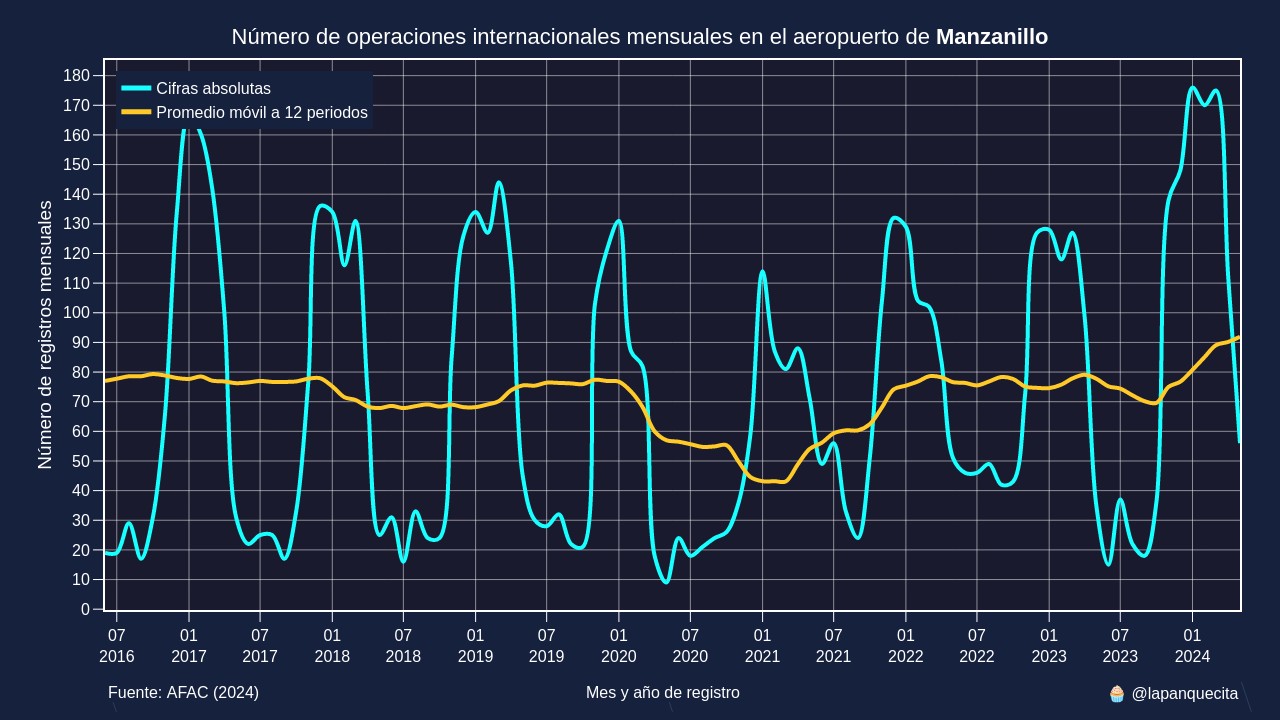 Número de operaciones internacionales mensuales en el aeropuerto de Manzanillo
Cifras absolutas
Promedio móvil a 12 periodos
Número de registros mensuales
180
170
160
150
140
130
120
110
100
90
80
70
60
50
40
30
20
10
0
07 01 07 01 07 01 07 01 07 01 07 01 07 01 07 01
2016 2017 2017 2018 2018 2019 2019 2020 2020 2021 2021 2022 2022 2023 2023 2024
Fuente: AFAC (2024) Mes y año de registro 🧁 @lapanquecita